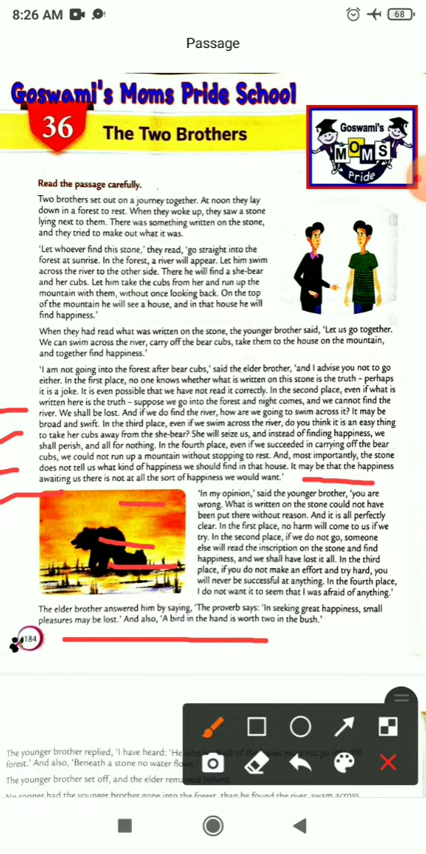 8:26 AM
68
Passage
Goswami's Moms Pride School
36
The Two Brothers
Goswami's
MOMS
Pride
Read the passage carefully.
Two brothers set out on a journey together. At noon they lay
down in a forest to rest. When they woke up, they saw a stone
lying next to them. There was something written on the stone,
and they tried to make out what it was.
'Let whoever find this stone,' they read, 'go straight into the
forest at sunrise. In the forest, a river will appear. Let him swim
across the river to the other side. There he will find a she-bear
and her cubs. Let him take the cubs from her and run up the
mountain with them, without once looking back. On the top
of the mountain he will see a house, and in that house he will
find happiness.'
When they had read what was written on the stone, the younger brother said, 'Let us go together.
We can swim across the river, carry off the bear cubs, take them to the house on the mountain,
and together find happiness.'
'I am not going into the forest after bear cubs,' said the elder brother, 'and I advise you not to go
either. In the first place, no one knows whether what is written on this stone is the truth – perhaps
it is a joke. It is even possible that we have not read it correctly. In the second place, even if what is
written here is the truth – suppose we go into the forest and night comes, and we cannot find the
river. We shall be lost. And if we do find the river, how are we going to swim across it? It may be
broad and swift. In the third place, even if we swim across the river, do you think it is an easy thing
to take her cubs away from the she-bear? She will seize us, and instead of finding happiness, we
shall perish, and all for nothing. In the fourth place, even if we succeeded in carrying off the bear
cubs, we could not run up a mountain without stopping to rest. And, most importantly, the stone
does not tell us what kind of happiness we should find in that house. It may be that the happiness
awaiting us there is not at all the sort of happiness we would want.'
'In my opinion,' said the younger brother, 'you are
wrong. What is written on the stone could not have
been put there without reason. And it is all perfectly
clear. In the first place, no harm will come to us if we
try. In the second place, if we do not go, someone
else will read the inscription on the stone and find
happiness, and we shall have lost it all. In the third
place, if you do not make an effort and try hard, you
will never be successful at anything. In the fourth place,
I do not want it to seem that I was afraid of anything.'
The elder brother answered him by saying, 'The proverb says: 'In seeking great happiness, small
pleasures may be lost.' And also, 'A bird in the hand is worth two in the bush.'
184
The younger brother replied, 'I have heard: 'He
forest.' And also, 'Beneath a stone no water
The younger brother set off, and the elder
No sooner had the younger brother gone into the forest, than he found the river, swam across